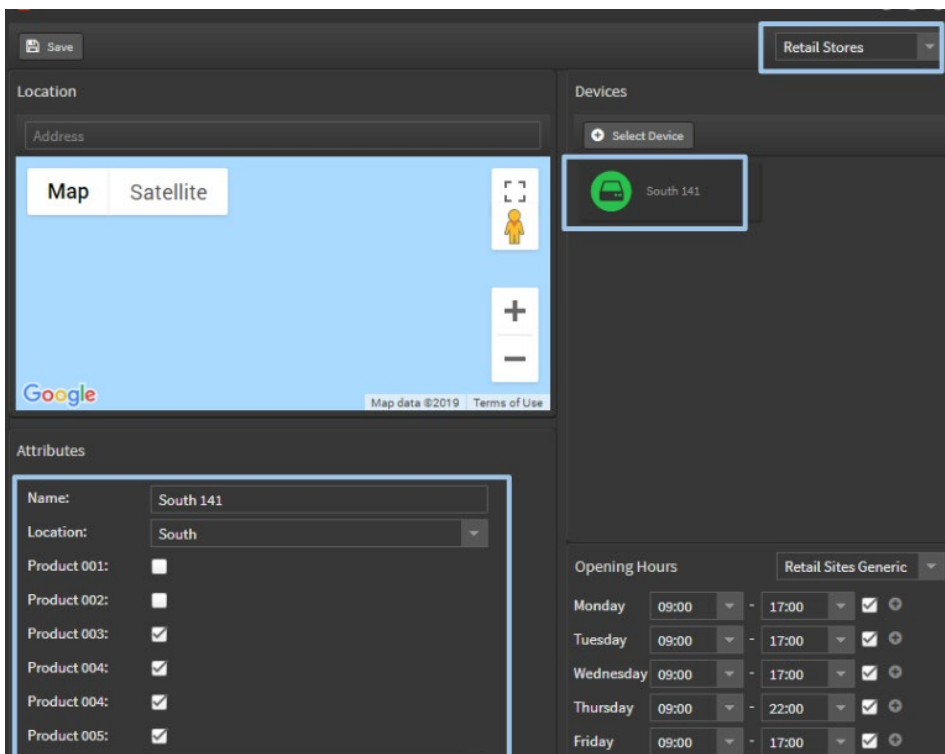 Save
Retail Stores
Location
Address
Map Satellite
Google
Map data ©2019 Terms of Use
Devices
Select Device
South 141
Attributes
Name: South 141
Location: South
Product 001:
Product 002:
Product 003:
Product 004:
Product 004:
Product 005:
Opening Hours Retail Sites Generic
Monday 09:00 - 17:00
Tuesday 09:00 - 17:00
Wednesday 09:00 - 17:00
Thursday 09:00 - 22:00
Friday 09:00 - 17:00